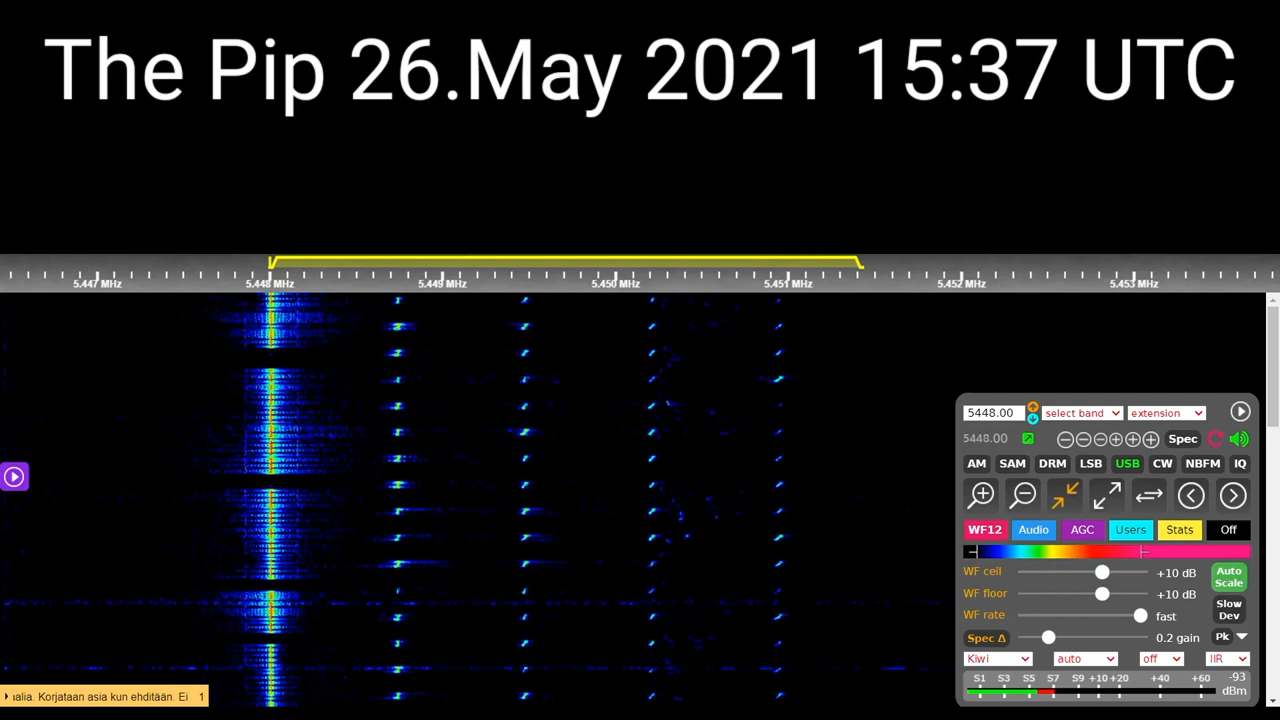 The Pip 26.May 2021 15:37 UTC
5.447 MHz 5.448 MHz 5.449 MHz 5.450 MHz 5.451 MHz 5.452 MHz 5.453 MHz
5448.00 select band extension
5448.00 Spec
AM SAM DRM LSB USB CW NBFM IQ
WF12 Audio AGC Users Stats Off
WF ceil +10 dB Auto Scale
WF floor +10 dB
WF rate fast Slow Dev
Spec Δ 0.2 gain Pk
Kiwi auto off IIR
S1 S3 S5 S7 S9 +10 +20 +40 +60 -93 dBm
ialia. Korjataan asia kun ehditään. Ei 1